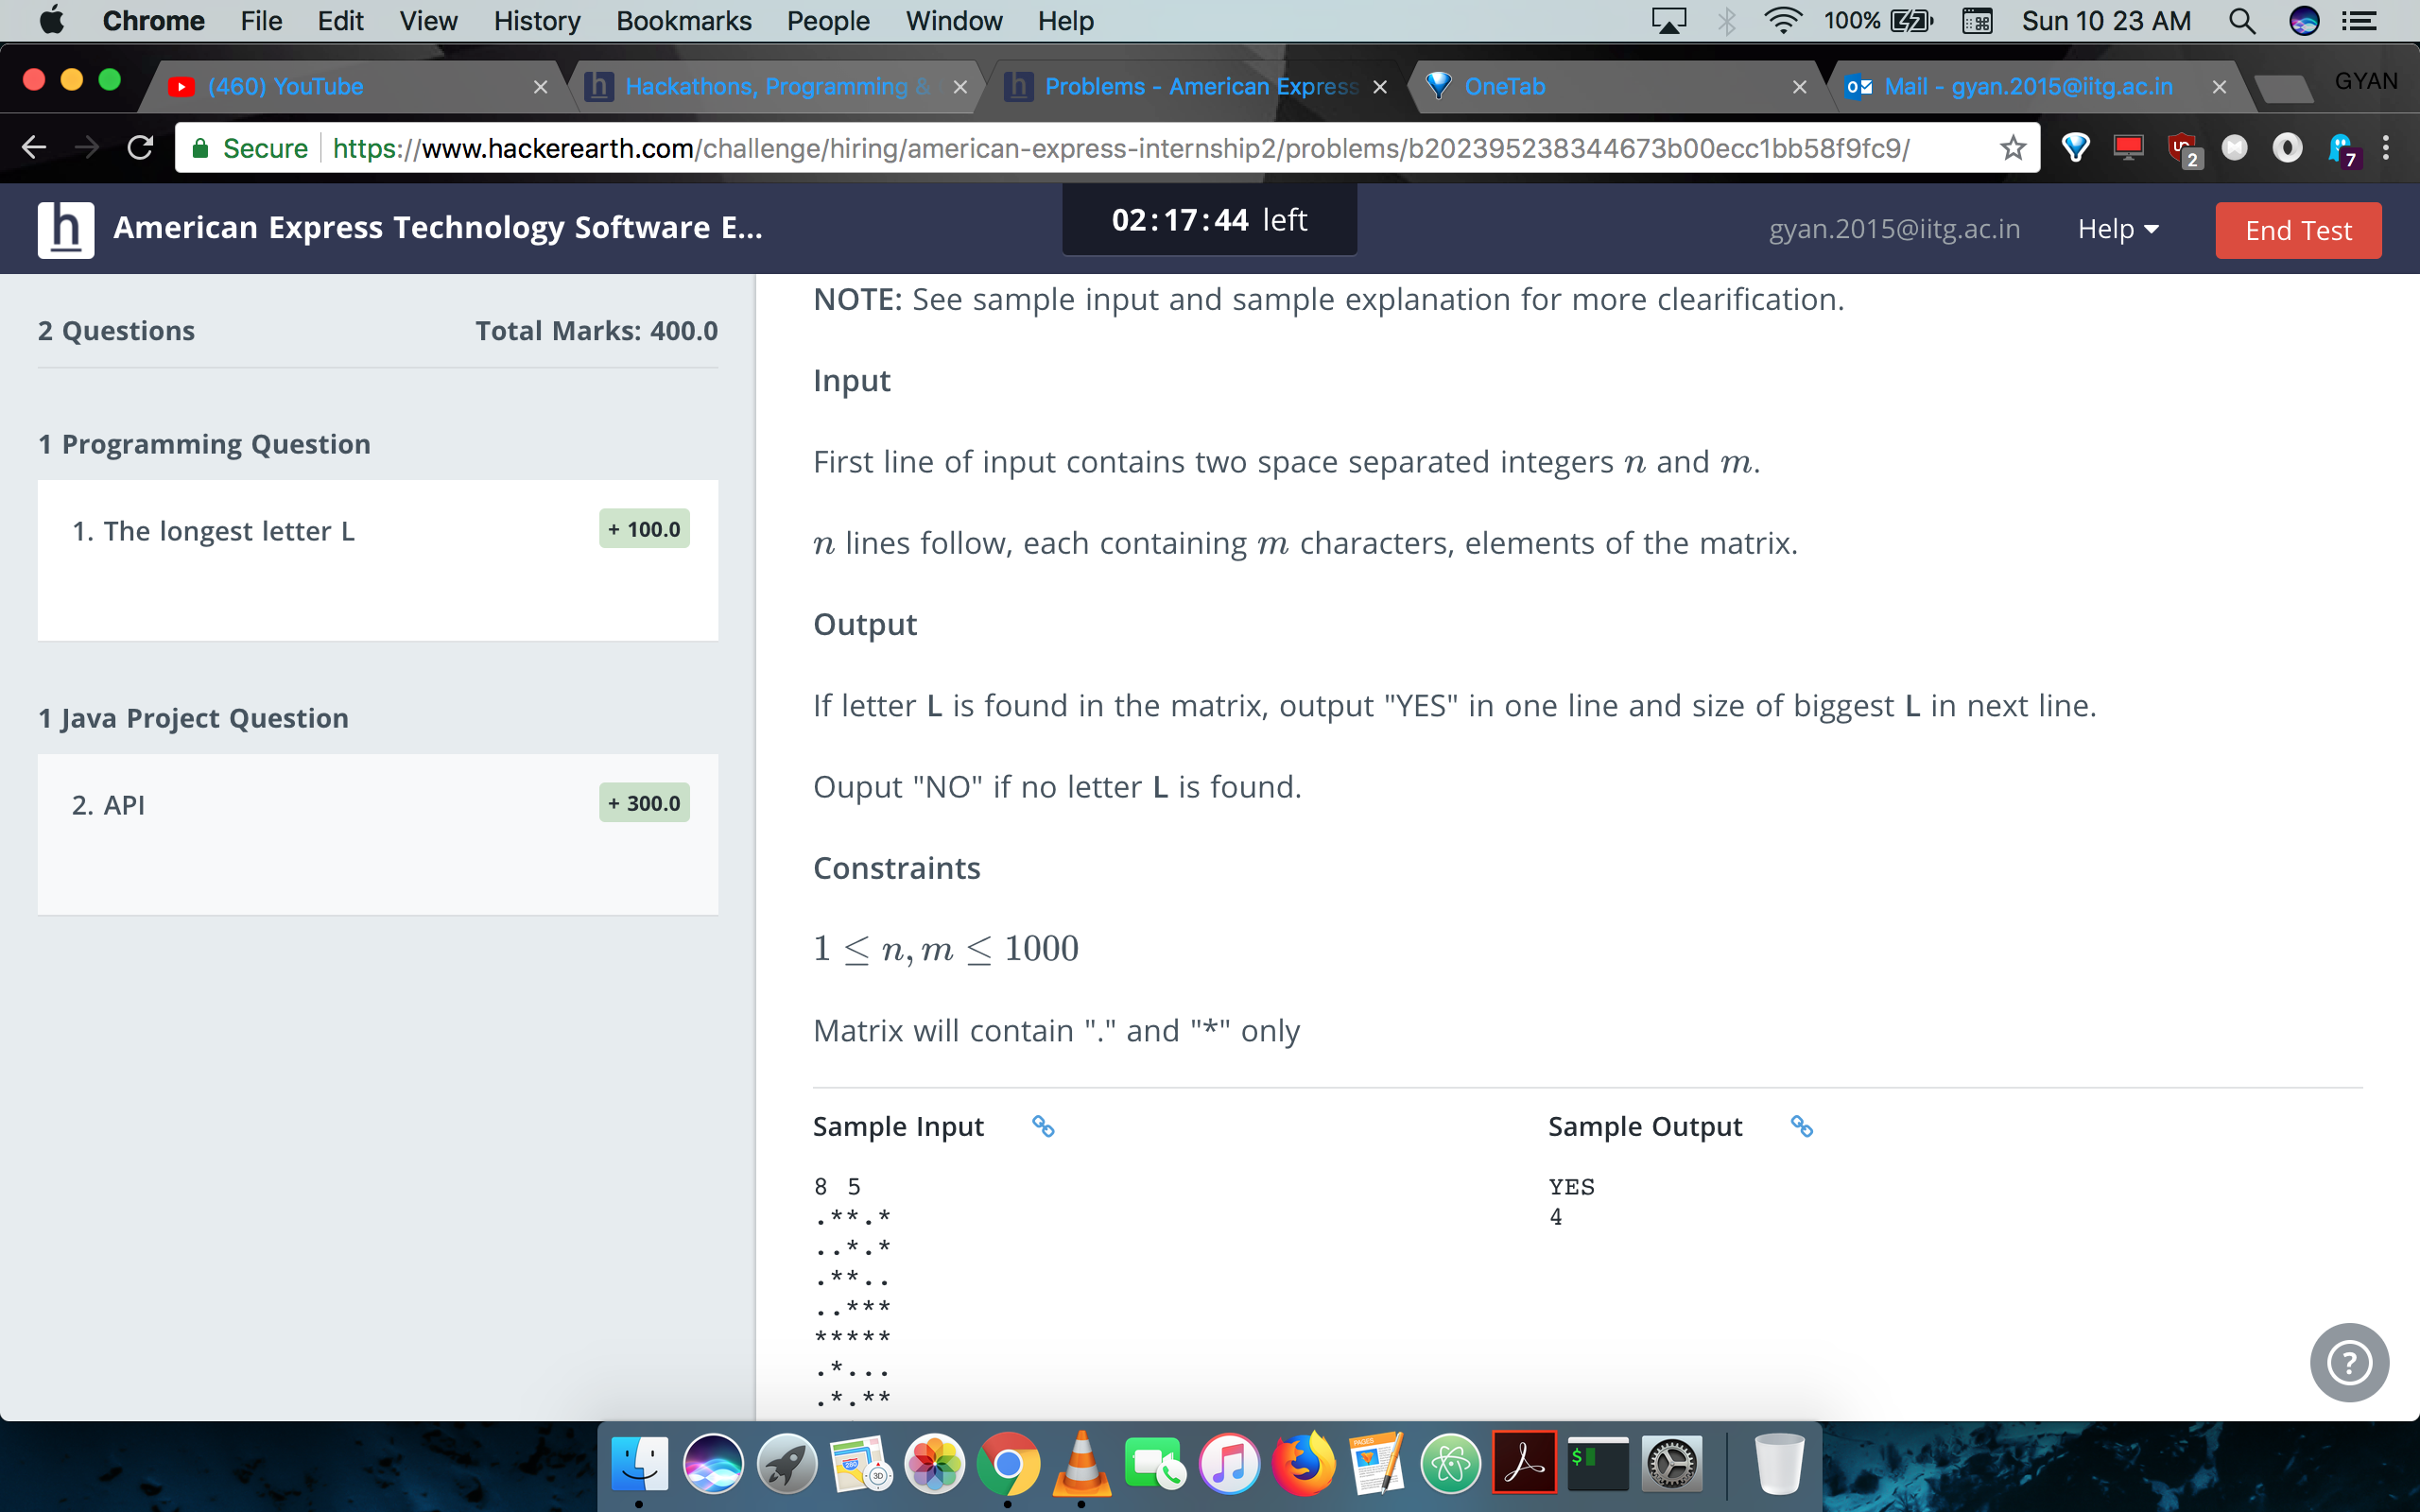 Chrome File Edit View History Bookmarks People Window Help 100% Sun 10 23 AM
(460) YouTube Hackathons, Programming & Problems - American Express OneTab Mail - gyan.2015@iitg.ac.in GYAN
Secure https://www.hackerearth.com/challenge/hiring/american-express-internship2/problems/b202395238344673b00ecc1bb58f9fc9/ 2 7
h American Express Technology Software E... 02:17:44 left gyan.2015@iitg.ac.in Help End Test
2 Questions Total Marks: 400.0
1 Programming Question
1. The longest letter L + 100.0
1 Java Project Question
2. API + 300.0
NOTE: See sample input and sample explanation for more clearification.
Input
First line of input contains two space separated integers n and m.
n lines follow, each containing m characters, elements of the matrix.
Output
If letter L is found in the matrix, output "YES" in one line and size of biggest L in next line.
Ouput "NO" if no letter L is found.
Constraints
1 ≤ n, m ≤ 1000
Matrix will contain "." and "*" only
Sample Input
8 5
.**.*
..*.*
.**..
..***
*****
.*...
.*.**
Sample Output
YES
4
?